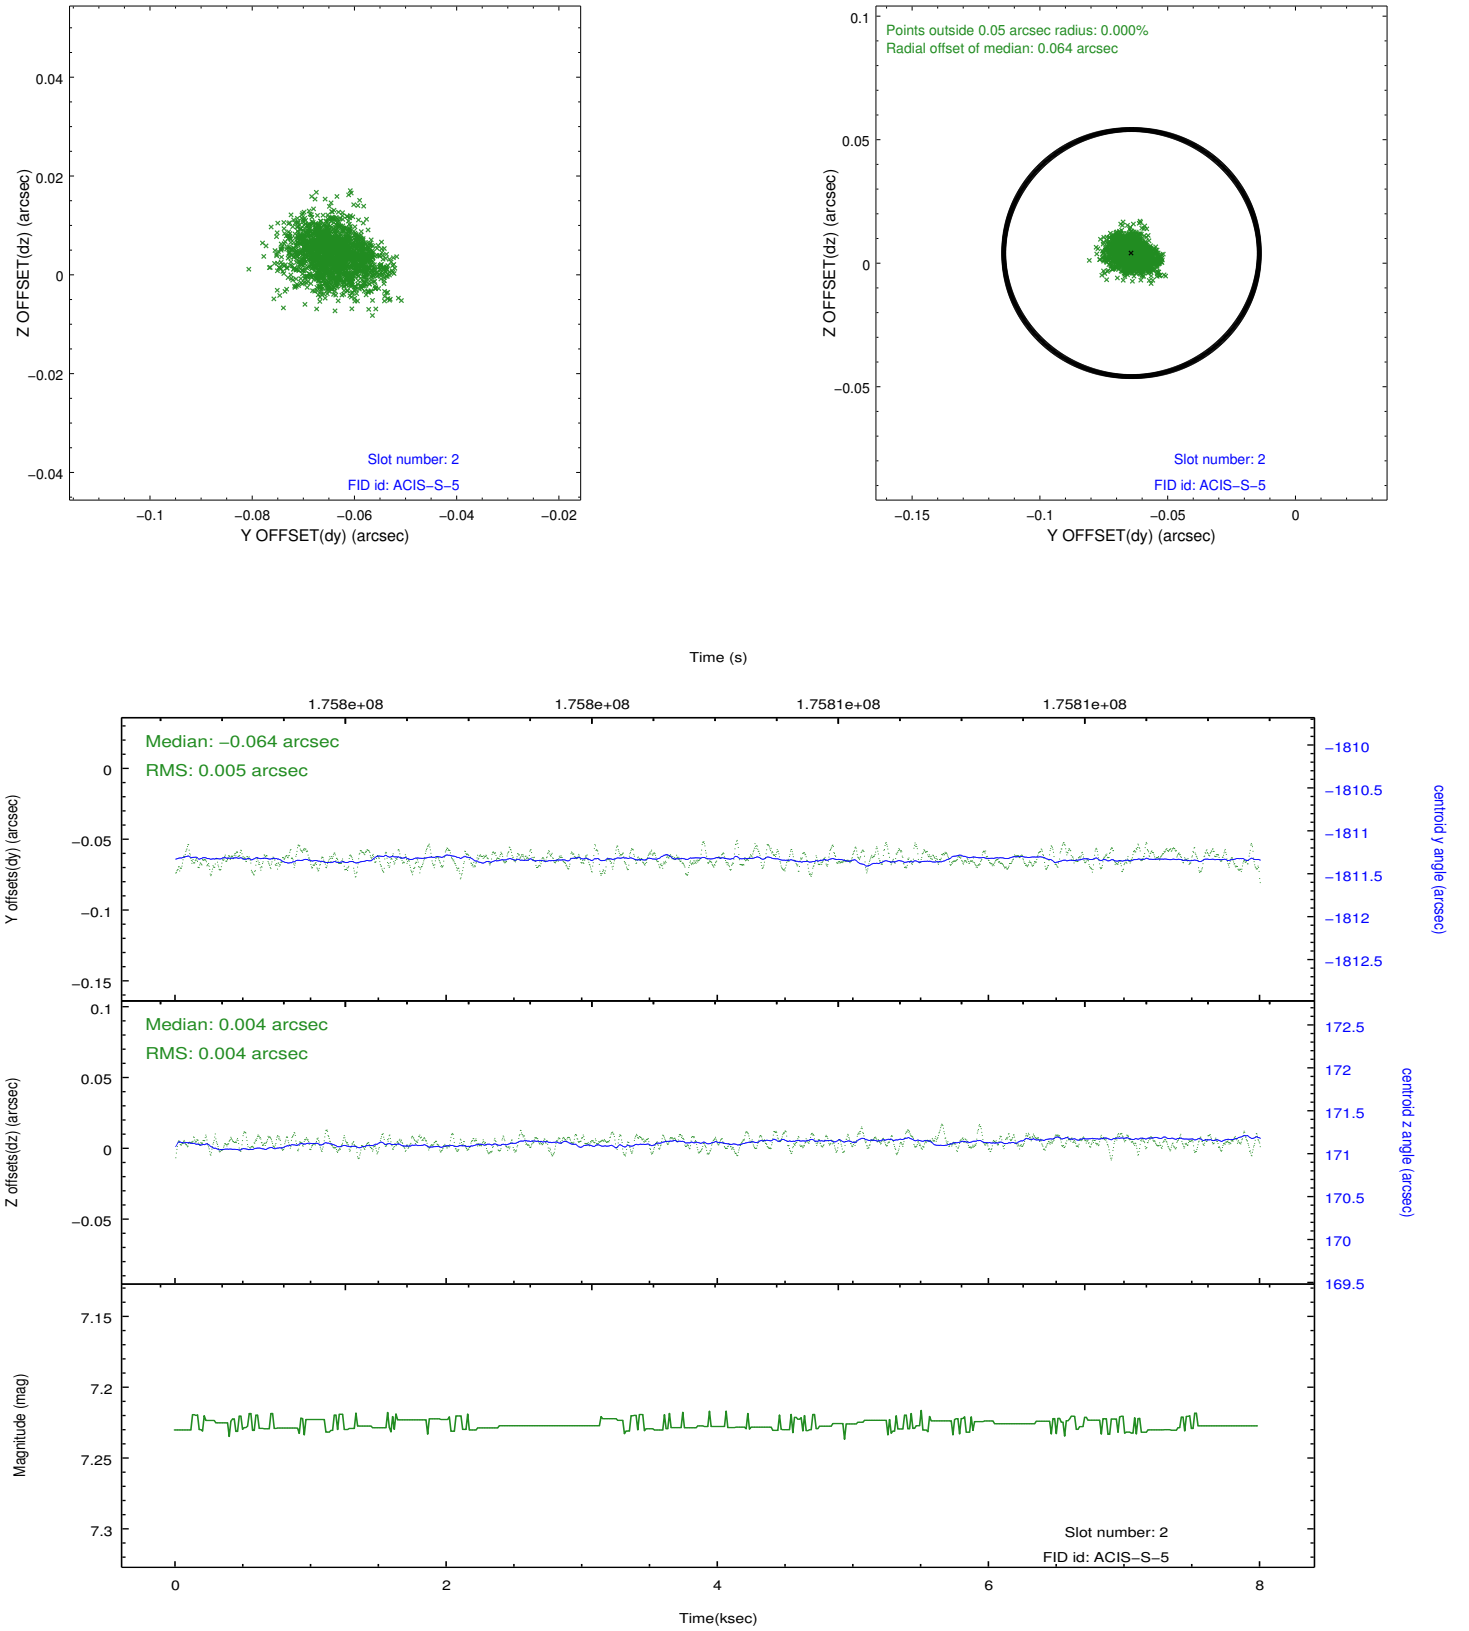 0.04
0.02
0
−0.02
−0.04
Z OFFSET(dz) (arcsec)
Slot number: 2
FID id: ACIS−S−5
−0.1
−0.08
−0.06
−0.04
−0.02
Y OFFSET(dy) (arcsec)
Points outside 0.05 arcsec radius: 0.000%
Radial offset of median: 0.064 arcsec
0.1
0.05
0
−0.05
Z OFFSET(dz) (arcsec)
Slot number: 2
FID id: ACIS−S−5
−0.15
−0.1
−0.05
0
Y OFFSET(dy) (arcsec)
Time (s)
1.758e+08
1.758e+08
1.7581e+08
1.7581e+08
Median: −0.064 arcsec
RMS: 0.005 arcsec
0
−0.05
−0.1
−0.15
Y offsets(dy) (arcsec)
−1810
−1810.5
−1811
−1811.5
−1812
−1812.5
centroid y angle (arcsec)
Median: 0.004 arcsec
RMS: 0.004 arcsec
0.1
0.05
0
−0.05
Z offsets(dz) (arcsec)
172.5
172
171.5
171
170.5
170
169.5
centroid z angle (arcsec)
7.15
7.2
7.25
7.3
Magnitude (mag)
Slot number: 2
FID id: ACIS−S−5
0
2
4
6
8
Time(ksec)